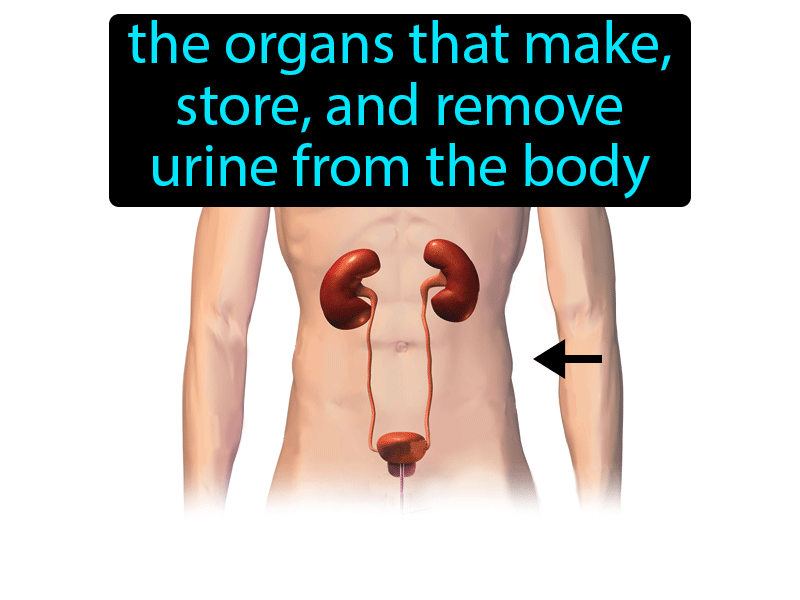 the organs that make,
store, and remove
urine from the body